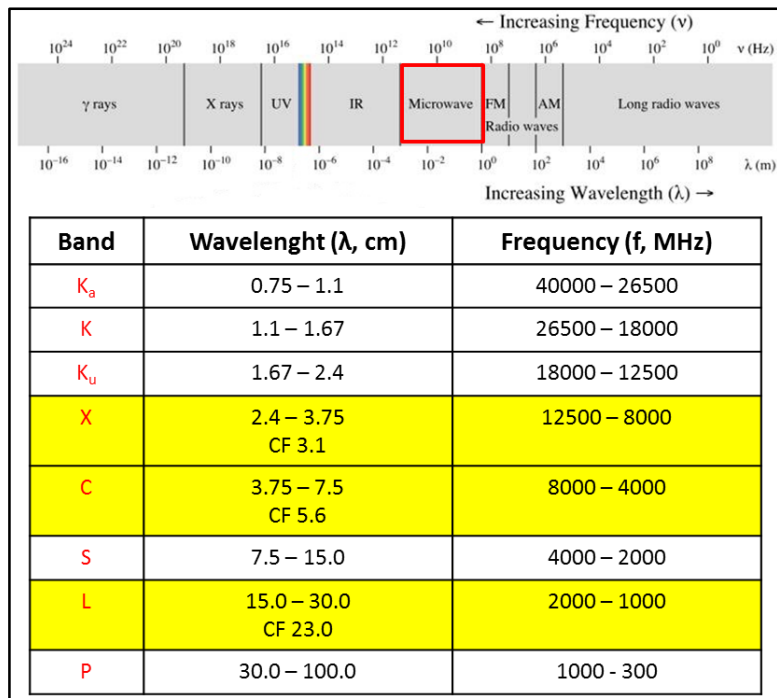 ← Increasing Frequency (ν)
10²⁴ 10²² 10²⁰ 10¹⁸ 10¹⁶ 10¹⁴ 10¹² 10¹⁰ 10⁸ 10⁶ 10⁴ 10² 10⁰ ν (Hz)
γ rays X rays UV IR Microwave FM AM Long radio waves
Radio waves
10⁻¹⁶ 10⁻¹⁴ 10⁻¹² 10⁻¹⁰ 10⁻⁸ 10⁻⁶ 10⁻⁴ 10⁻² 10⁰ 10² 10⁴ 10⁶ 10⁸ λ (m)
Increasing Wavelength (λ) →
Band Wavelenght (λ, cm) Frequency (f, MHz)
Kₐ 0.75 – 1.1 40000 – 26500
K 1.1 – 1.67 26500 – 18000
Kᵤ 1.67 – 2.4 18000 – 12500
X 2.4 – 3.75 12500 – 8000
CF 3.1
C 3.75 – 7.5 8000 – 4000
CF 5.6
S 7.5 – 15.0 4000 – 2000
L 15.0 – 30.0 2000 – 1000
CF 23.0
P 30.0 – 100.0 1000 - 300